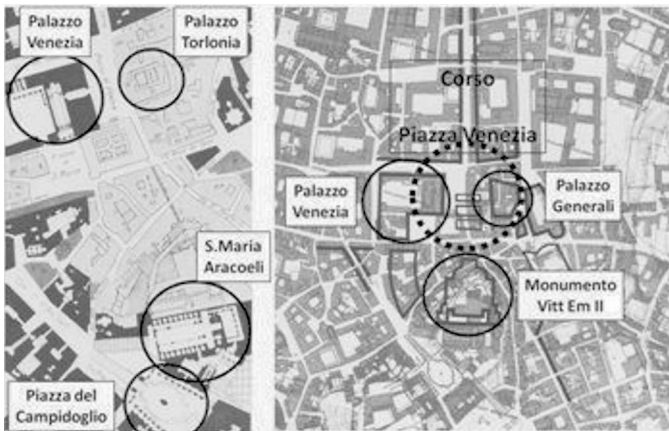 Palazzo
Venezia
Palazzo
Torlonia
S.Maria
Aracoeli
Piazza del
Campidoglio
Corso
Piazza Venezia
Palazzo
Venezia
Palazzo
Generali
Monumento
Vitt Em II